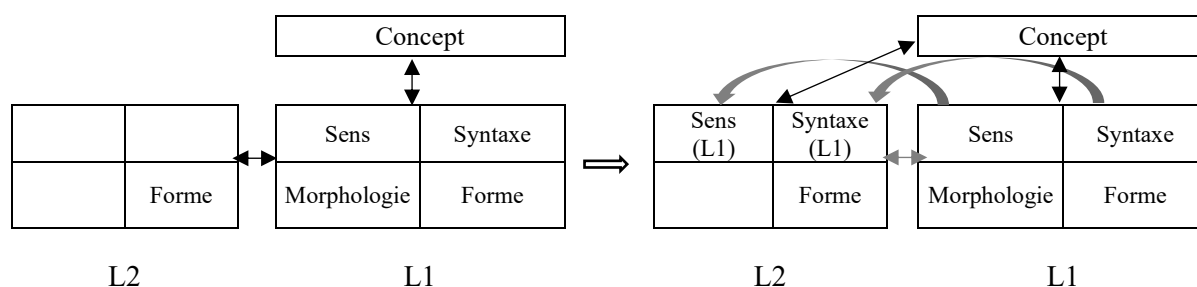 Concept
Sens Syntaxe
Forme Morphologie Forme
L2 L1
Concept
Sens (L1) Syntaxe (L1) Sens Syntaxe
Forme Morphologie Forme
L2 L1